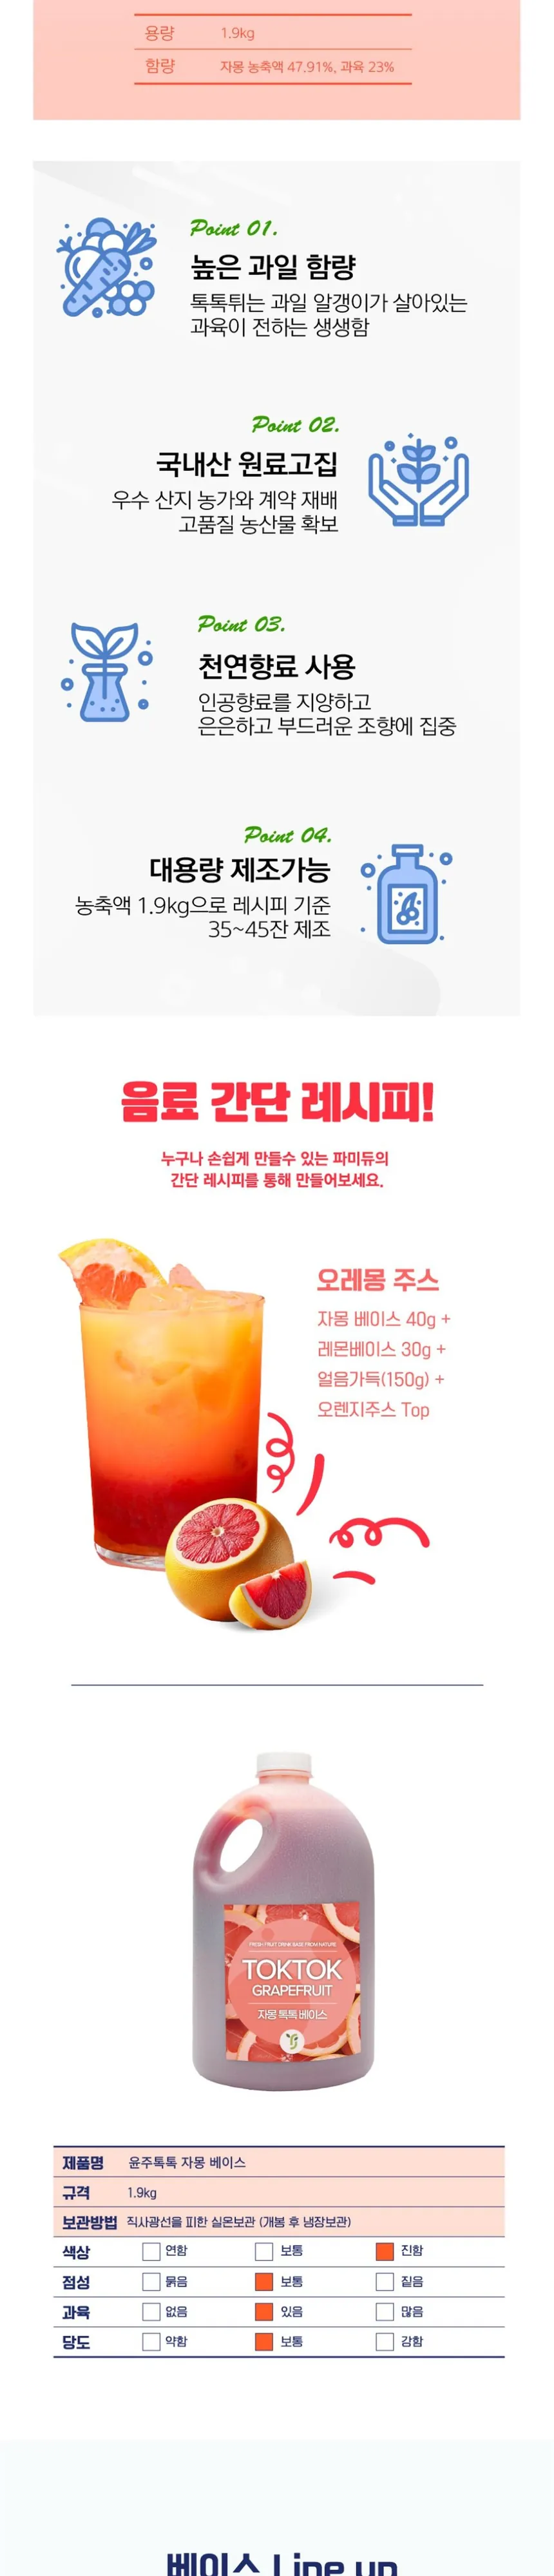 용량 1.9kg
함량 자몽 농축액 47.91%, 과육 23%
Point 01.
높은 과일 함량
톡톡튀는 과일 알갱이가 살아있는
과육이 전하는 생생함
Point 02.
국내산 원료고집
우수 산지 농가와 계약 재배
고품질 농산물 확보
Point 03.
천연향료 사용
인공향료를 지양하고
은은하고 부드러운 조향에 집중
Point 04.
대용량 제조가능
농축액 1.9kg으로 레시피 기준
35~45잔 제조
음료 간단 레시피!
누구나 손쉽게 만들수 있는 파미듀의
간단 레시피를 통해 만들어보세요.
오레몽 주스
자몽 베이스 40g +
레몬베이스 30g +
얼음가득(150g) +
오렌지주스 Top
FRESH FRUIT DRINK BASE FROM NATURE
TOKTOK
GRAPEFRUIT
자몽 톡톡 베이스
제품명 윤주톡톡 자몽 베이스
규격 1.9kg
보관방법 직사광선을 피한 실온보관 (개봉 후 냉장보관)
색상 연함 보통 진함
점성 묽음 보통 짙음
과육 없음 있음 많음
당도 약함 보통 강함
베이스 Line up